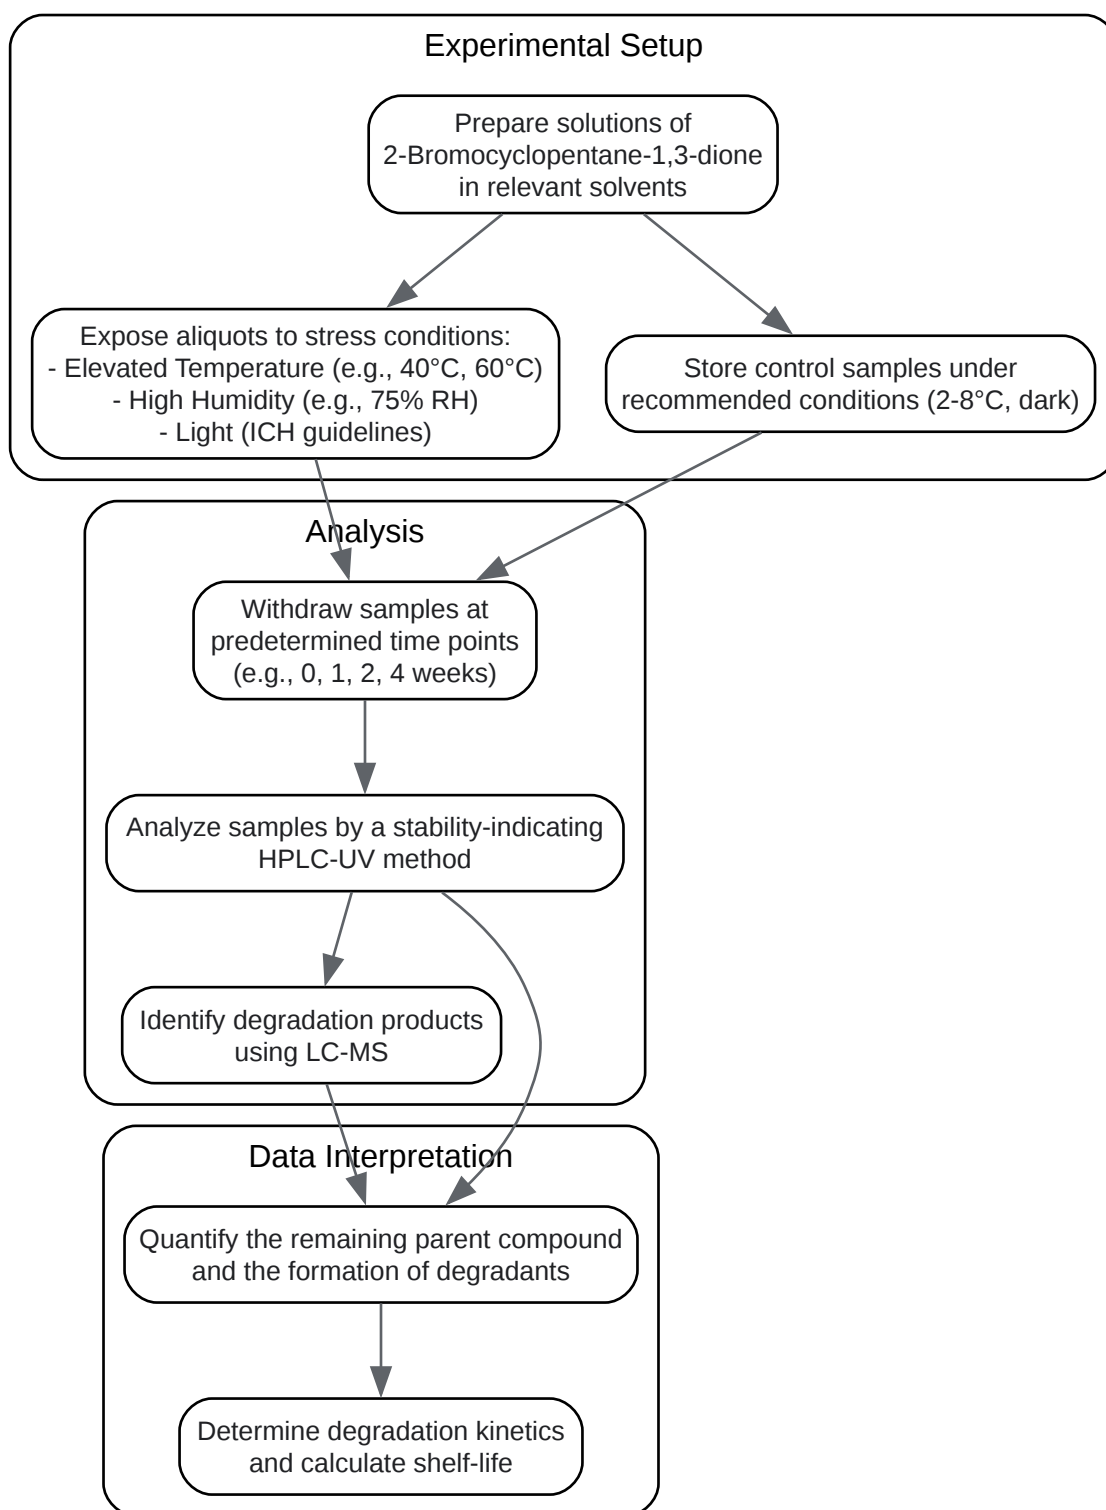 Experimental Setup
Prepare solutions of
2-Bromocyclopentane-1,3-dione
in relevant solvents
Expose aliquots to stress conditions:
- Elevated Temperature (e.g., 40°C, 60°C)
- High Humidity (e.g., 75% RH)
- Light (ICH guidelines)
Store control samples under
recommended conditions (2-8°C, dark)
Analysis
Withdraw samples at
predetermined time points
(e.g., 0, 1, 2, 4 weeks)
Analyze samples by a stability-indicating
HPLC-UV method
Identify degradation products
using LC-MS
Data Interpretation
Quantify the remaining parent compound
and the formation of degradants
Determine degradation kinetics
and calculate shelf-life